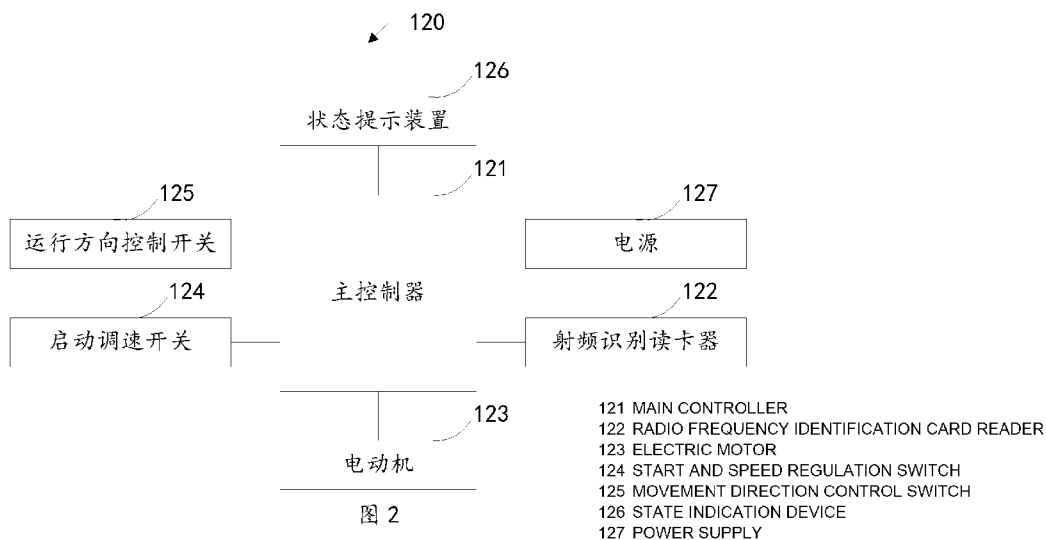 120
126
状态提示装置
121
125
运行方向控制开关
127
电源
主控制器
124
启动调速开关
122
射频识别读卡器
123
电动机
图 2
121 MAIN CONTROLLER
122 RADIO FREQUENCY IDENTIFICATION CARD READER
123 ELECTRIC MOTOR
124 START AND SPEED REGULATION SWITCH
125 MOVEMENT DIRECTION CONTROL SWITCH
126 STATE INDICATION DEVICE
127 POWER SUPPLY